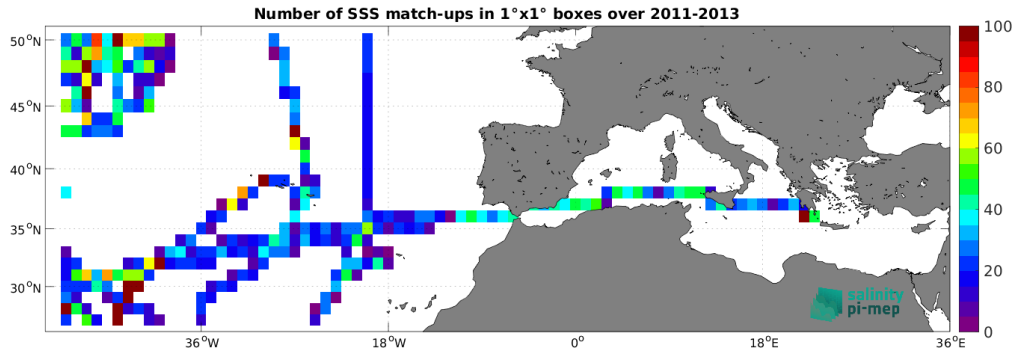 Number of SSS match-ups in 1°x1° boxes over 2011-2013
50°N
45°N
40°N
35°N
30°N
36°W
18°W
0°
18°E
36°E
100
80
60
40
20
0
salinity
pi-mep